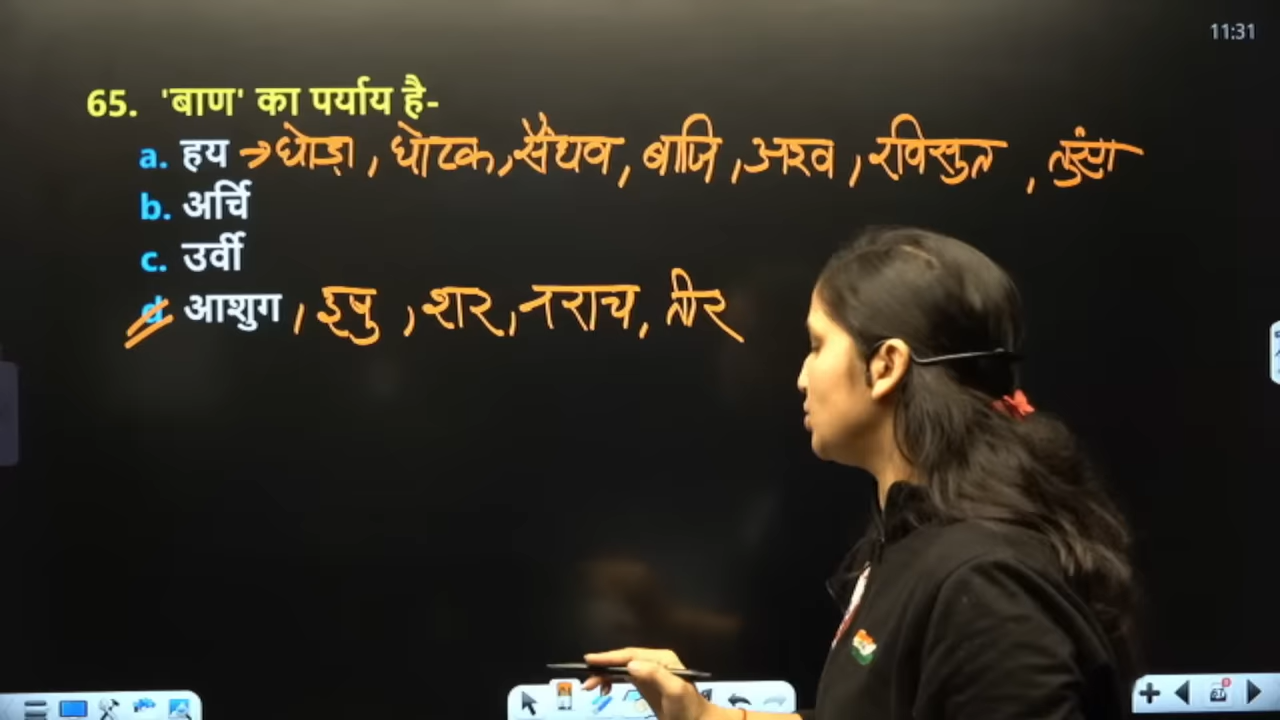 11:31
65. 'बाण' का पर्याय है-
a. हय → घोड़ा, घोटक, सैंधव, बाजि, अश्व, रविसुत, तुरंग
b. अर्चि
c. उर्वी
d. आशुग, इषु, शर, नराच, तीर